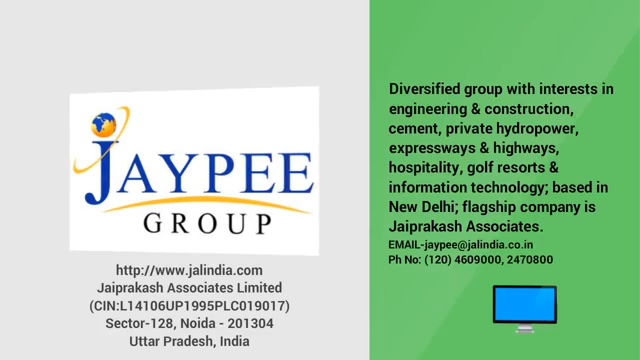 JAYPEE
GROUP
http://www.jalindia.com
Jaiprakash Associates Limited
(CIN:L14106UP1995PLC019017)
Sector-128, Noida - 201304
Uttar Pradesh, India
Diversified group with interests in
engineering & construction,
cement, private hydropower,
expressways & highways,
hospitality, golf resorts &
information technology; based in
New Delhi; flagship company is
Jaiprakash Associates.
EMAIL-jaypee@jalindia.co.in
Ph No: (120) 4609000, 2470800